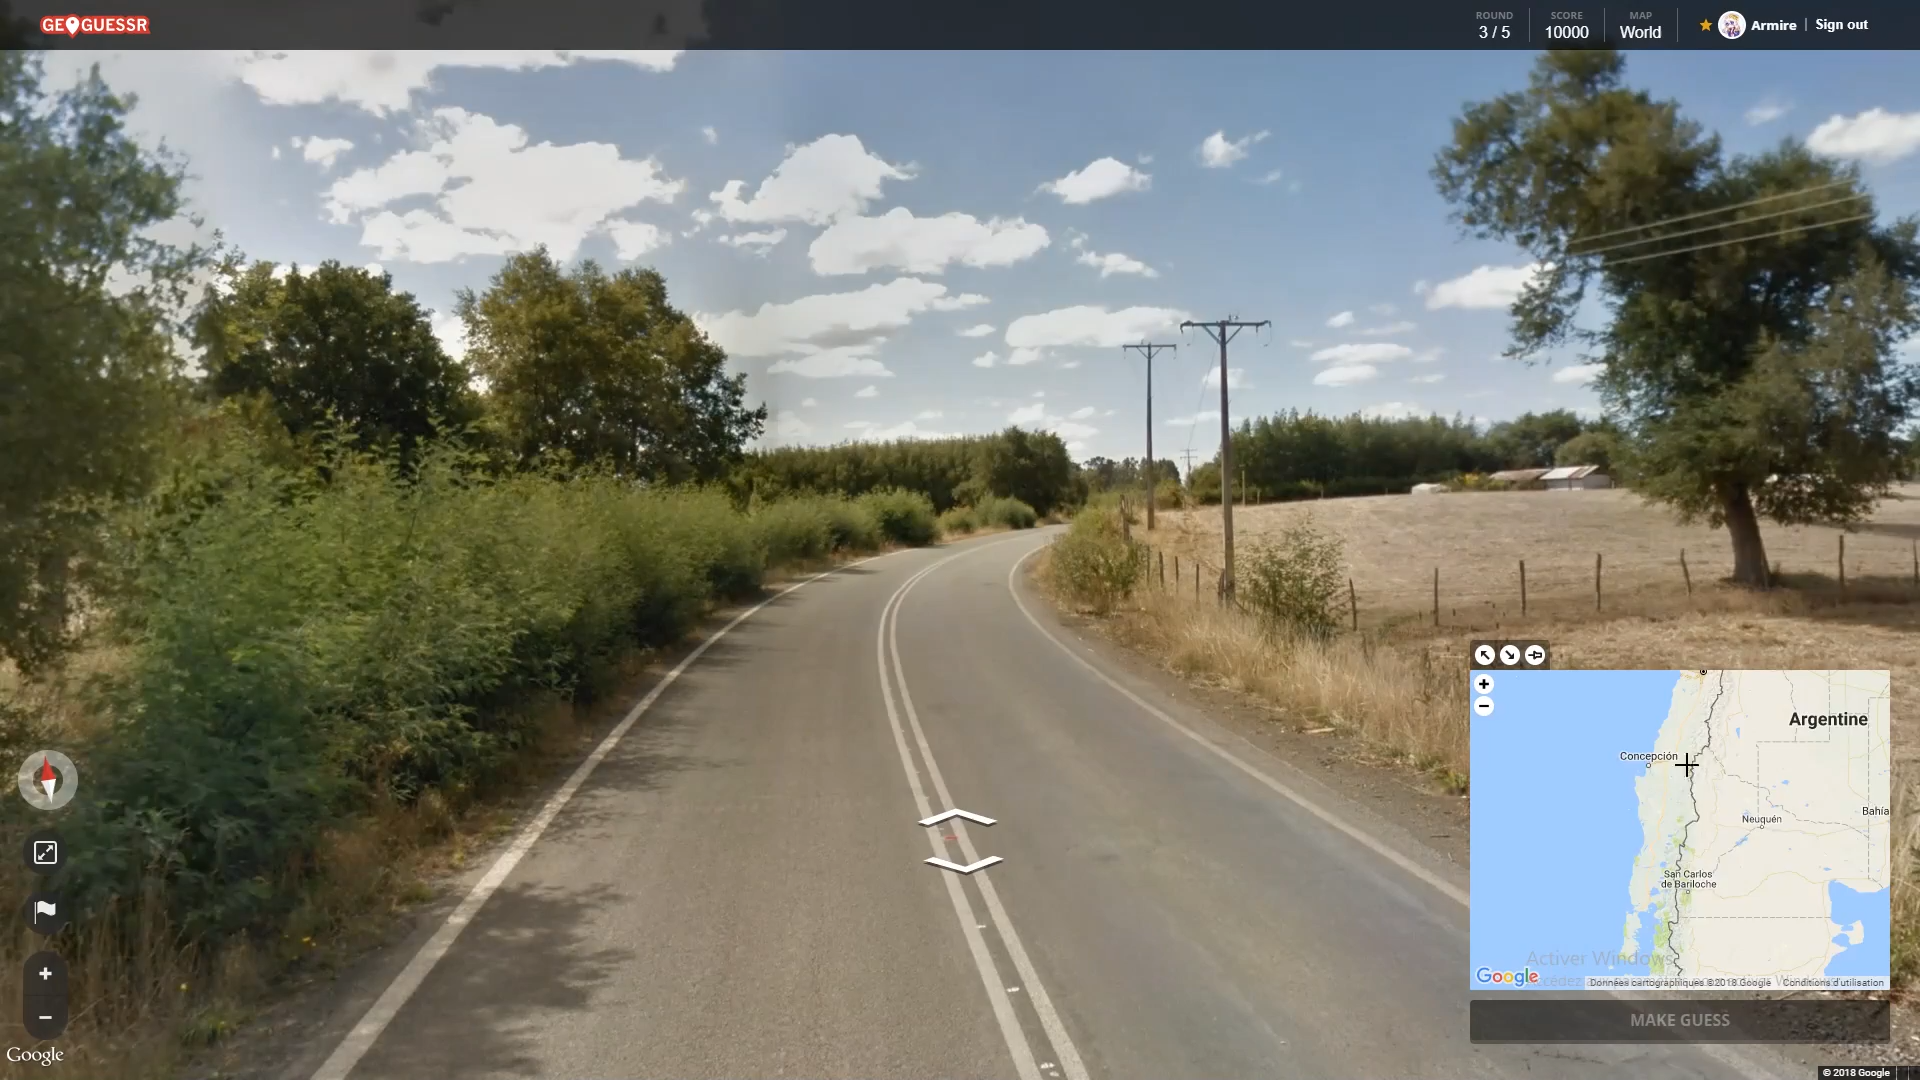 GEOGUESSR
ROUND
3 / 5
SCORE
10000
MAP
World
Armire
Sign out
Argentine
Concepción
Bahía
Neuquén
San Carlos
de Bariloche
Activer Windows
Google
Données cartographiques ©2018 Google
Conditions d'utilisation
MAKE GUESS
Google
© 2018 Google